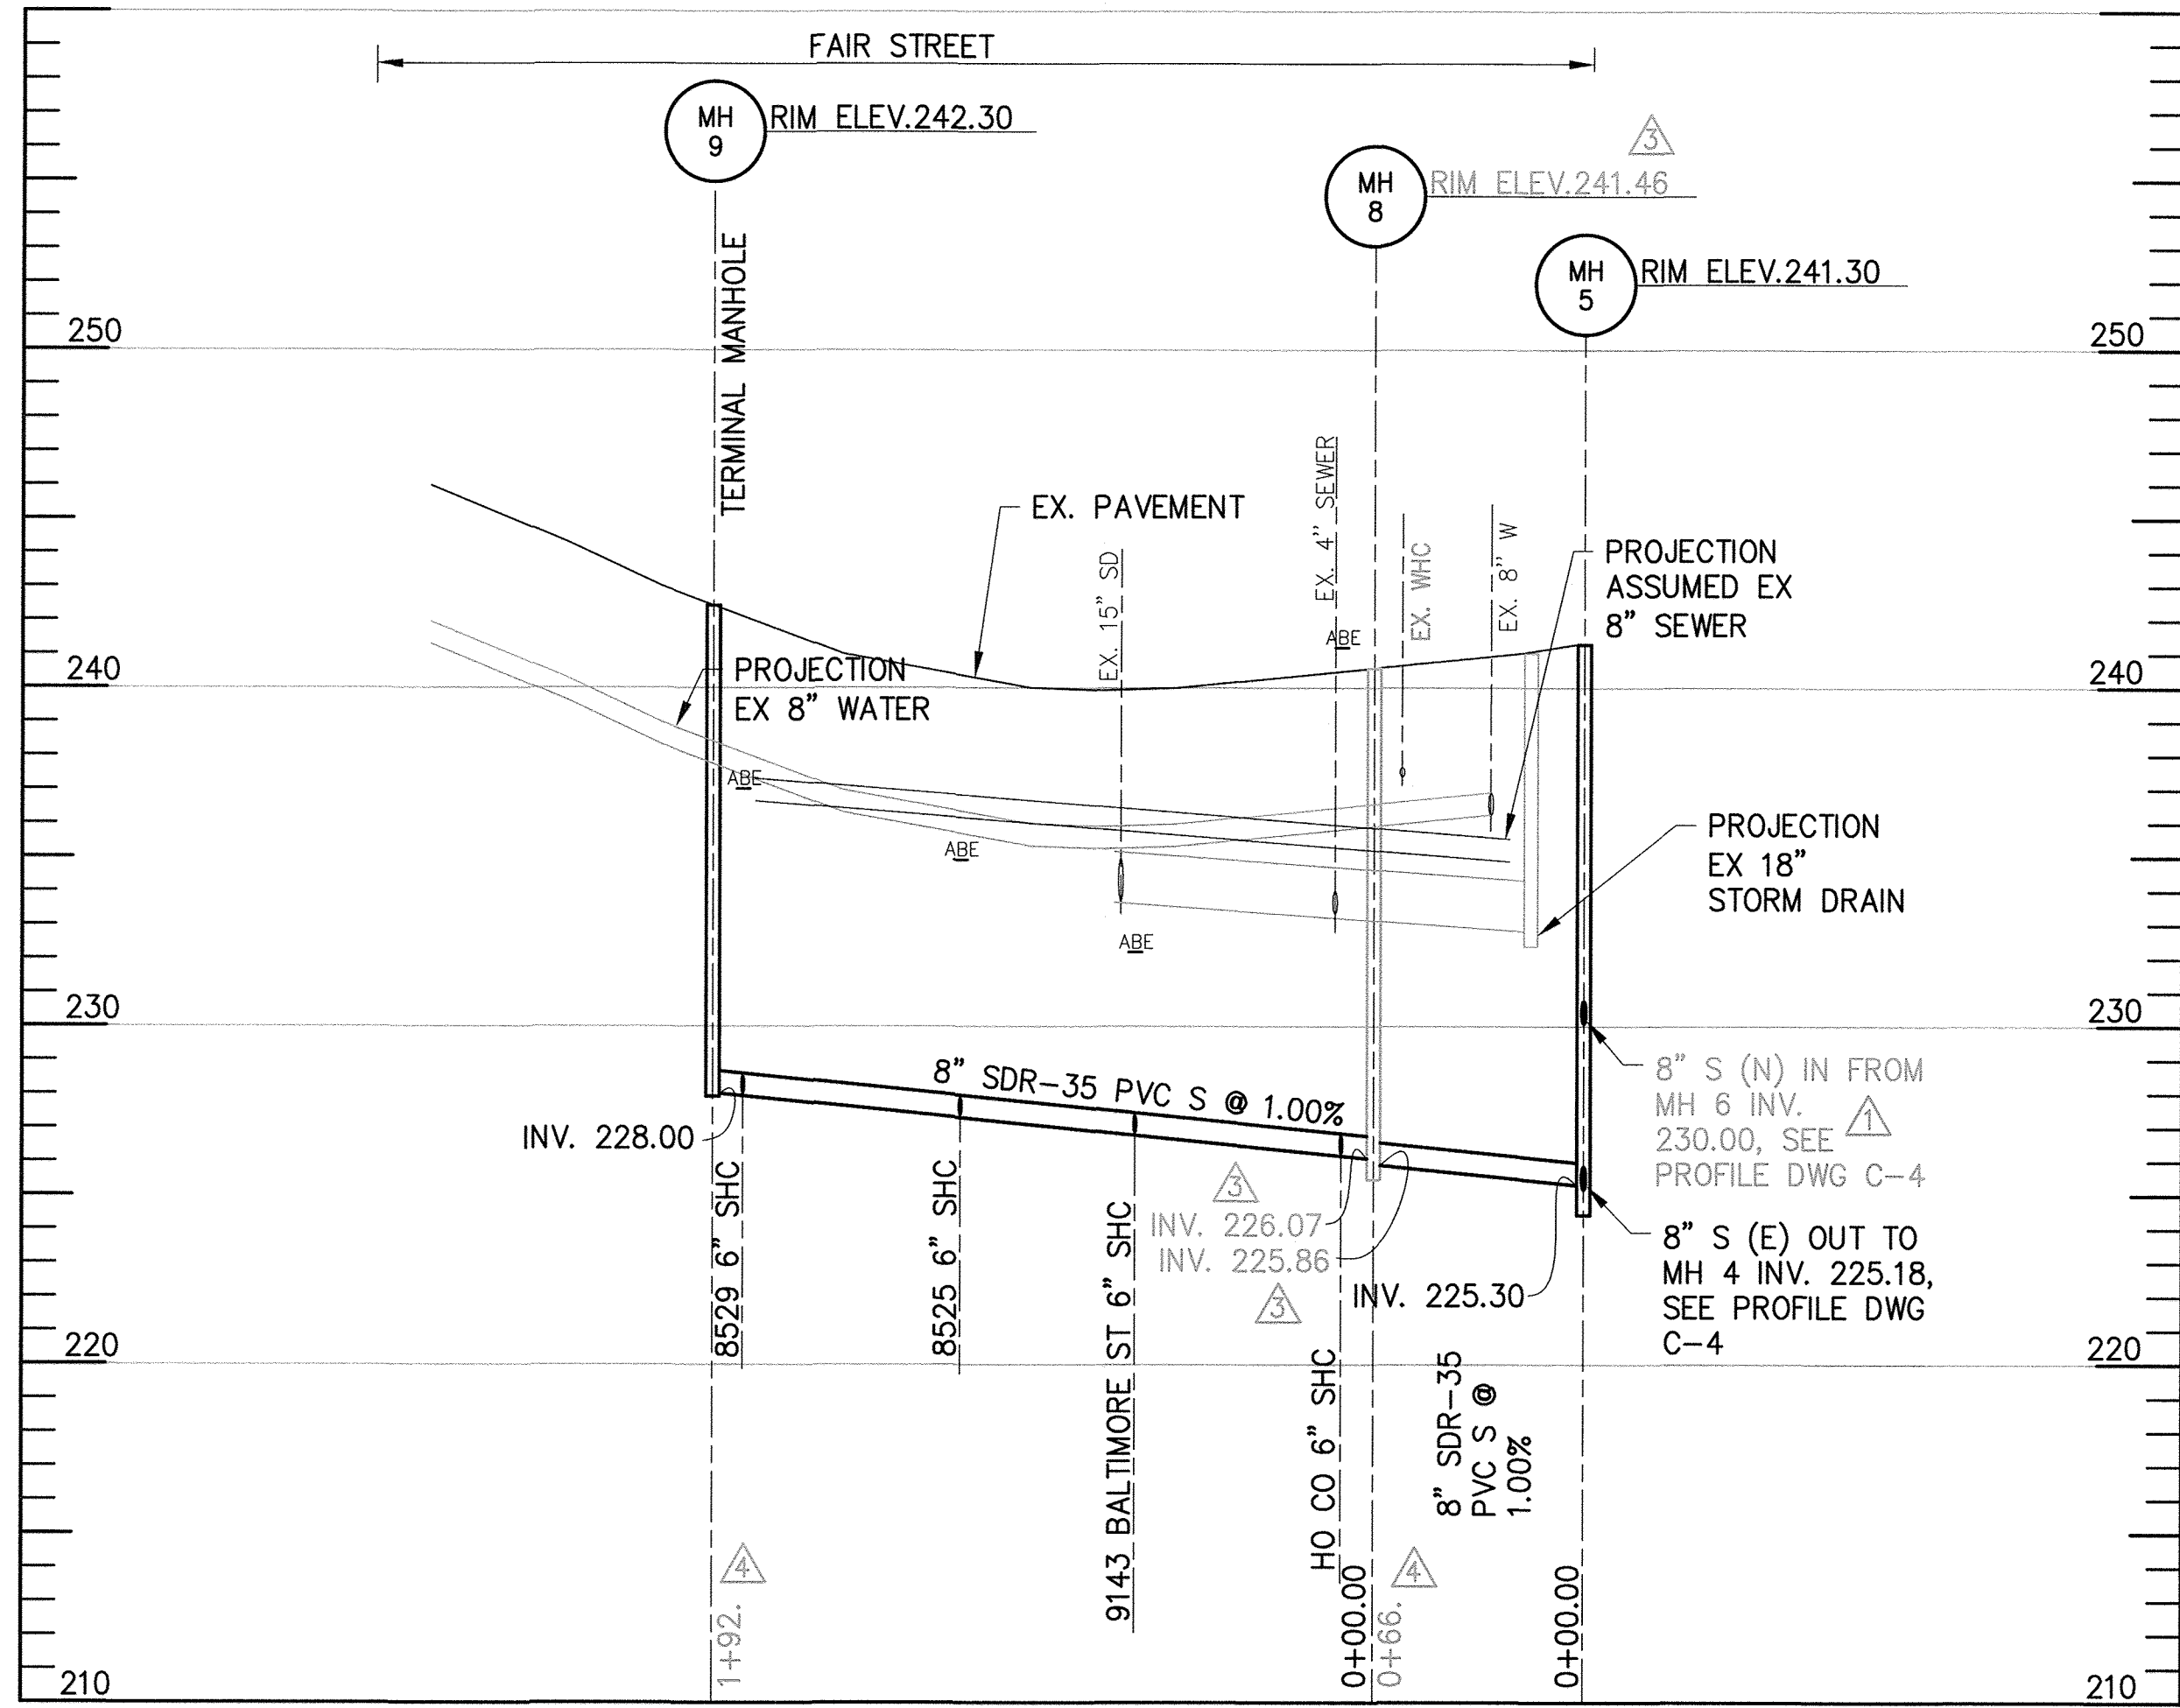 FAIR STREET
MH
9
RIM ELEV.242.30
3
MH
8
RIM ELEV.241.46
MH
5
RIM ELEV.241.30
TERMINAL MANHOLE
250
250
EX. PAVEMENT
EX. 15" SD
EX. 4" SEWER
ABE
EX. WHC
EX. 8" W
PROJECTION
ASSUMED EX
8" SEWER
240
240
PROJECTION
EX 8" WATER
ABE
ABE
ABE
PROJECTION
EX 18"
STORM DRAIN
230
230
8" SDR-35 PVC S @ 1.00%
INV. 228.00
8" S (N) IN FROM
MH 6 INV.
230.00, SEE
PROFILE DWG C-4
1
3
INV. 226.07
INV. 225.86
3
INV. 225.30
8" S (E) OUT TO
MH 4 INV. 225.18,
SEE PROFILE DWG
C-4
8529 6" SHC
8525 6" SHC
9143 BALTIMORE ST 6" SHC
HO CO 6" SHC
220
220
8" SDR-35
PVC S @
1.00%
4
1+92.
0+00.00
4
0+66.
0+00.00
210
210